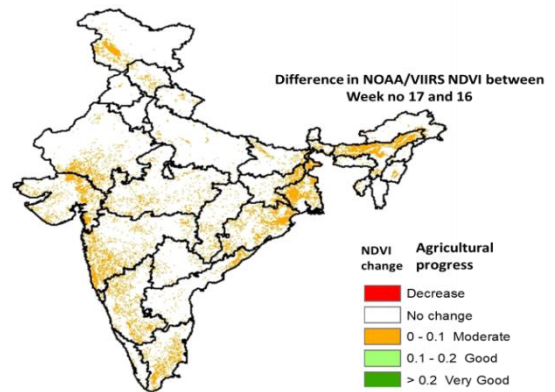 Difference in NOAA/VIIRS NDVI between
Week no 17 and 16
NDVI change
Agricultural progress
Decrease
No change
0 - 0.1 Moderate
0.1 - 0.2 Good
> 0.2 Very Good